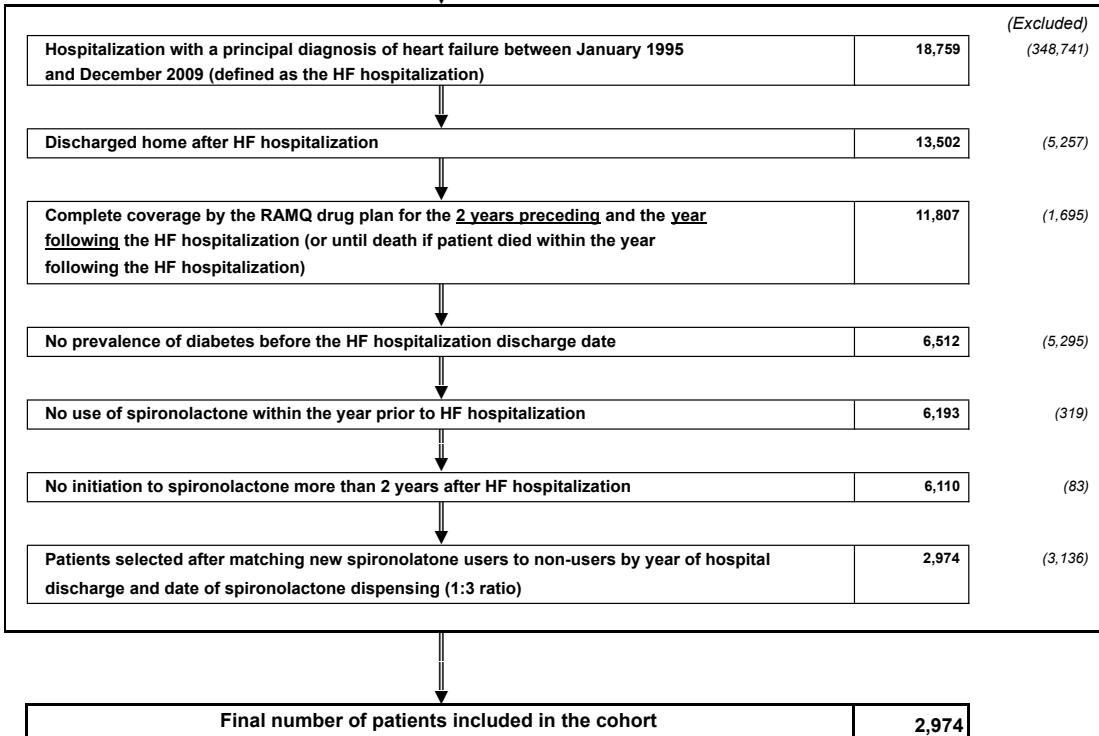 (Excluded)
Hospitalization with a principal diagnosis of heart failure between January 1995 18,759 (348,741)
and December 2009 (defined as the HF hospitalization)
Discharged home after HF hospitalization 13,502 (5,257)
Complete coverage by the RAMQ drug plan for the 2 years preceding and the year 11,807 (1,695)
following the HF hospitalization (or until death if patient died within the year
following the HF hospitalization)
No prevalence of diabetes before the HF hospitalization discharge date 6,512 (5,295)
No use of spironolactone within the year prior to HF hospitalization 6,193 (319)
No initiation to spironolactone more than 2 years after HF hospitalization 6,110 (83)
Patients selected after matching new spironolatone users to non-users by year of hospital 2,974 (3,136)
discharge and date of spironolactone dispensing (1:3 ratio)
Final number of patients included in the cohort 2,974